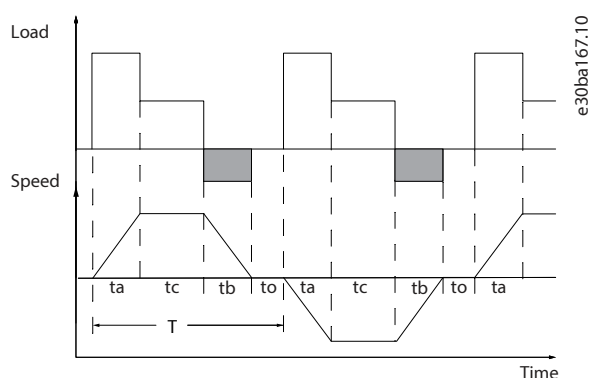 Load
e30ba167.10
Speed
ta tc tb to ta tc tb to ta
T
Time